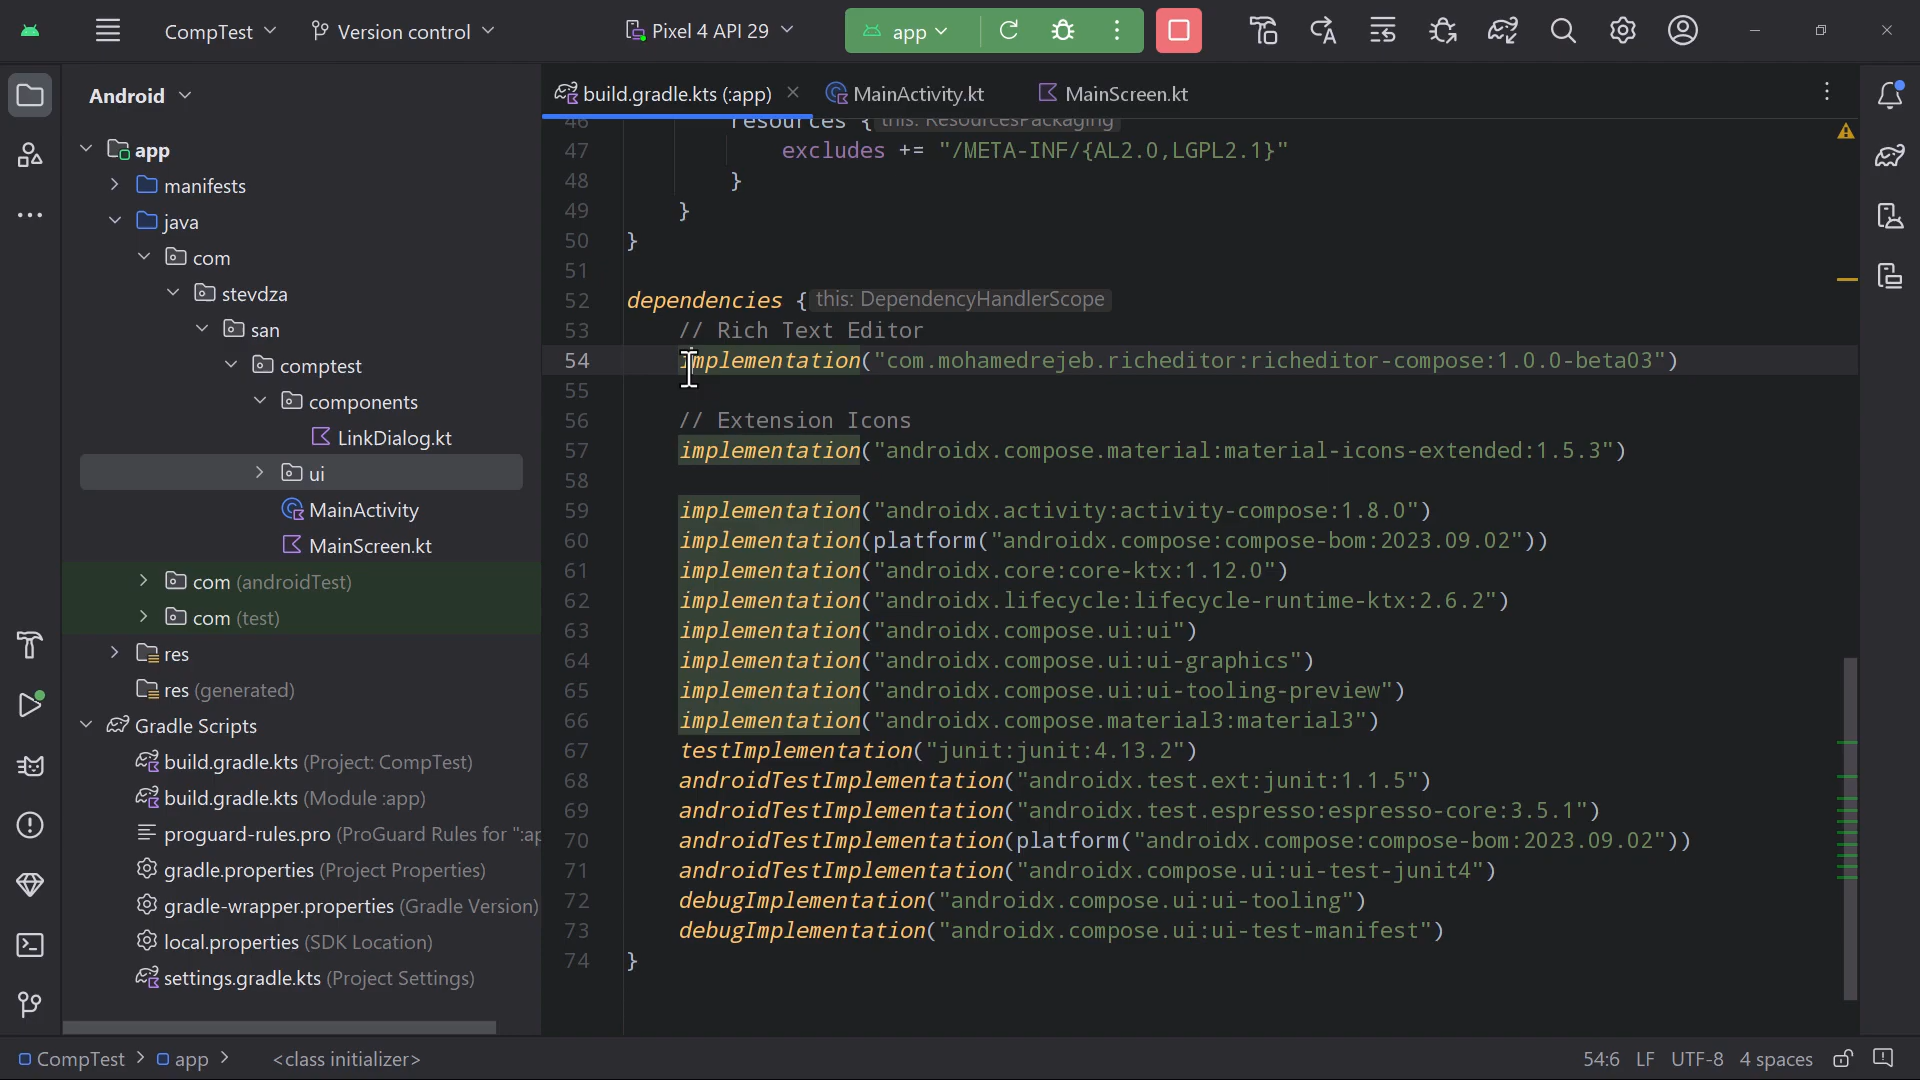 CompTest
Version control
Pixel 4 API 29
app
Android
build.gradle.kts (:app)
MainActivity.kt
MainScreen.kt
app
manifests
java
com
stevdza
san
comptest
components
LinkDialog.kt
ui
MainActivity
MainScreen.kt
com (androidTest)
com (test)
res
res (generated)
Gradle Scripts
build.gradle.kts (Project: CompTest)
build.gradle.kts (Module :app)
proguard-rules.pro (ProGuard Rules for ":ap
gradle.properties (Project Properties)
gradle-wrapper.properties (Gradle Version)
local.properties (SDK Location)
settings.gradle.kts (Project Settings)
46 resources { this: ResourcesPackaging
47 excludes += "/META-INF/{AL2.0,LGPL2.1}"
48 }
49 }
50 }
51
52 dependencies { this: DependencyHandlerScope
53 // Rich Text Editor
54 implementation("com.mohamedrejeb.richeditor:richeditor-compose:1.0.0-beta03")
55
56 // Extension Icons
57 implementation("androidx.compose.material:material-icons-extended:1.5.3")
58
59 implementation("androidx.activity:activity-compose:1.8.0")
60 implementation(platform("androidx.compose:compose-bom:2023.09.02"))
61 implementation("androidx.core:core-ktx:1.12.0")
62 implementation("androidx.lifecycle:lifecycle-runtime-ktx:2.6.2")
63 implementation("androidx.compose.ui:ui")
64 implementation("androidx.compose.ui:ui-graphics")
65 implementation("androidx.compose.ui:ui-tooling-preview")
66 implementation("androidx.compose.material3:material3")
67 testImplementation("junit:junit:4.13.2")
68 androidTestImplementation("androidx.test.ext:junit:1.1.5")
69 androidTestImplementation("androidx.test.espresso:espresso-core:3.5.1")
70 androidTestImplementation(platform("androidx.compose:compose-bom:2023.09.02"))
71 androidTestImplementation("androidx.compose.ui:ui-test-junit4")
72 debugImplementation("androidx.compose.ui:ui-tooling")
73 debugImplementation("androidx.compose.ui:ui-test-manifest")
74 }
CompTest > app > <class initializer>
54:6 LF UTF-8 4 spaces